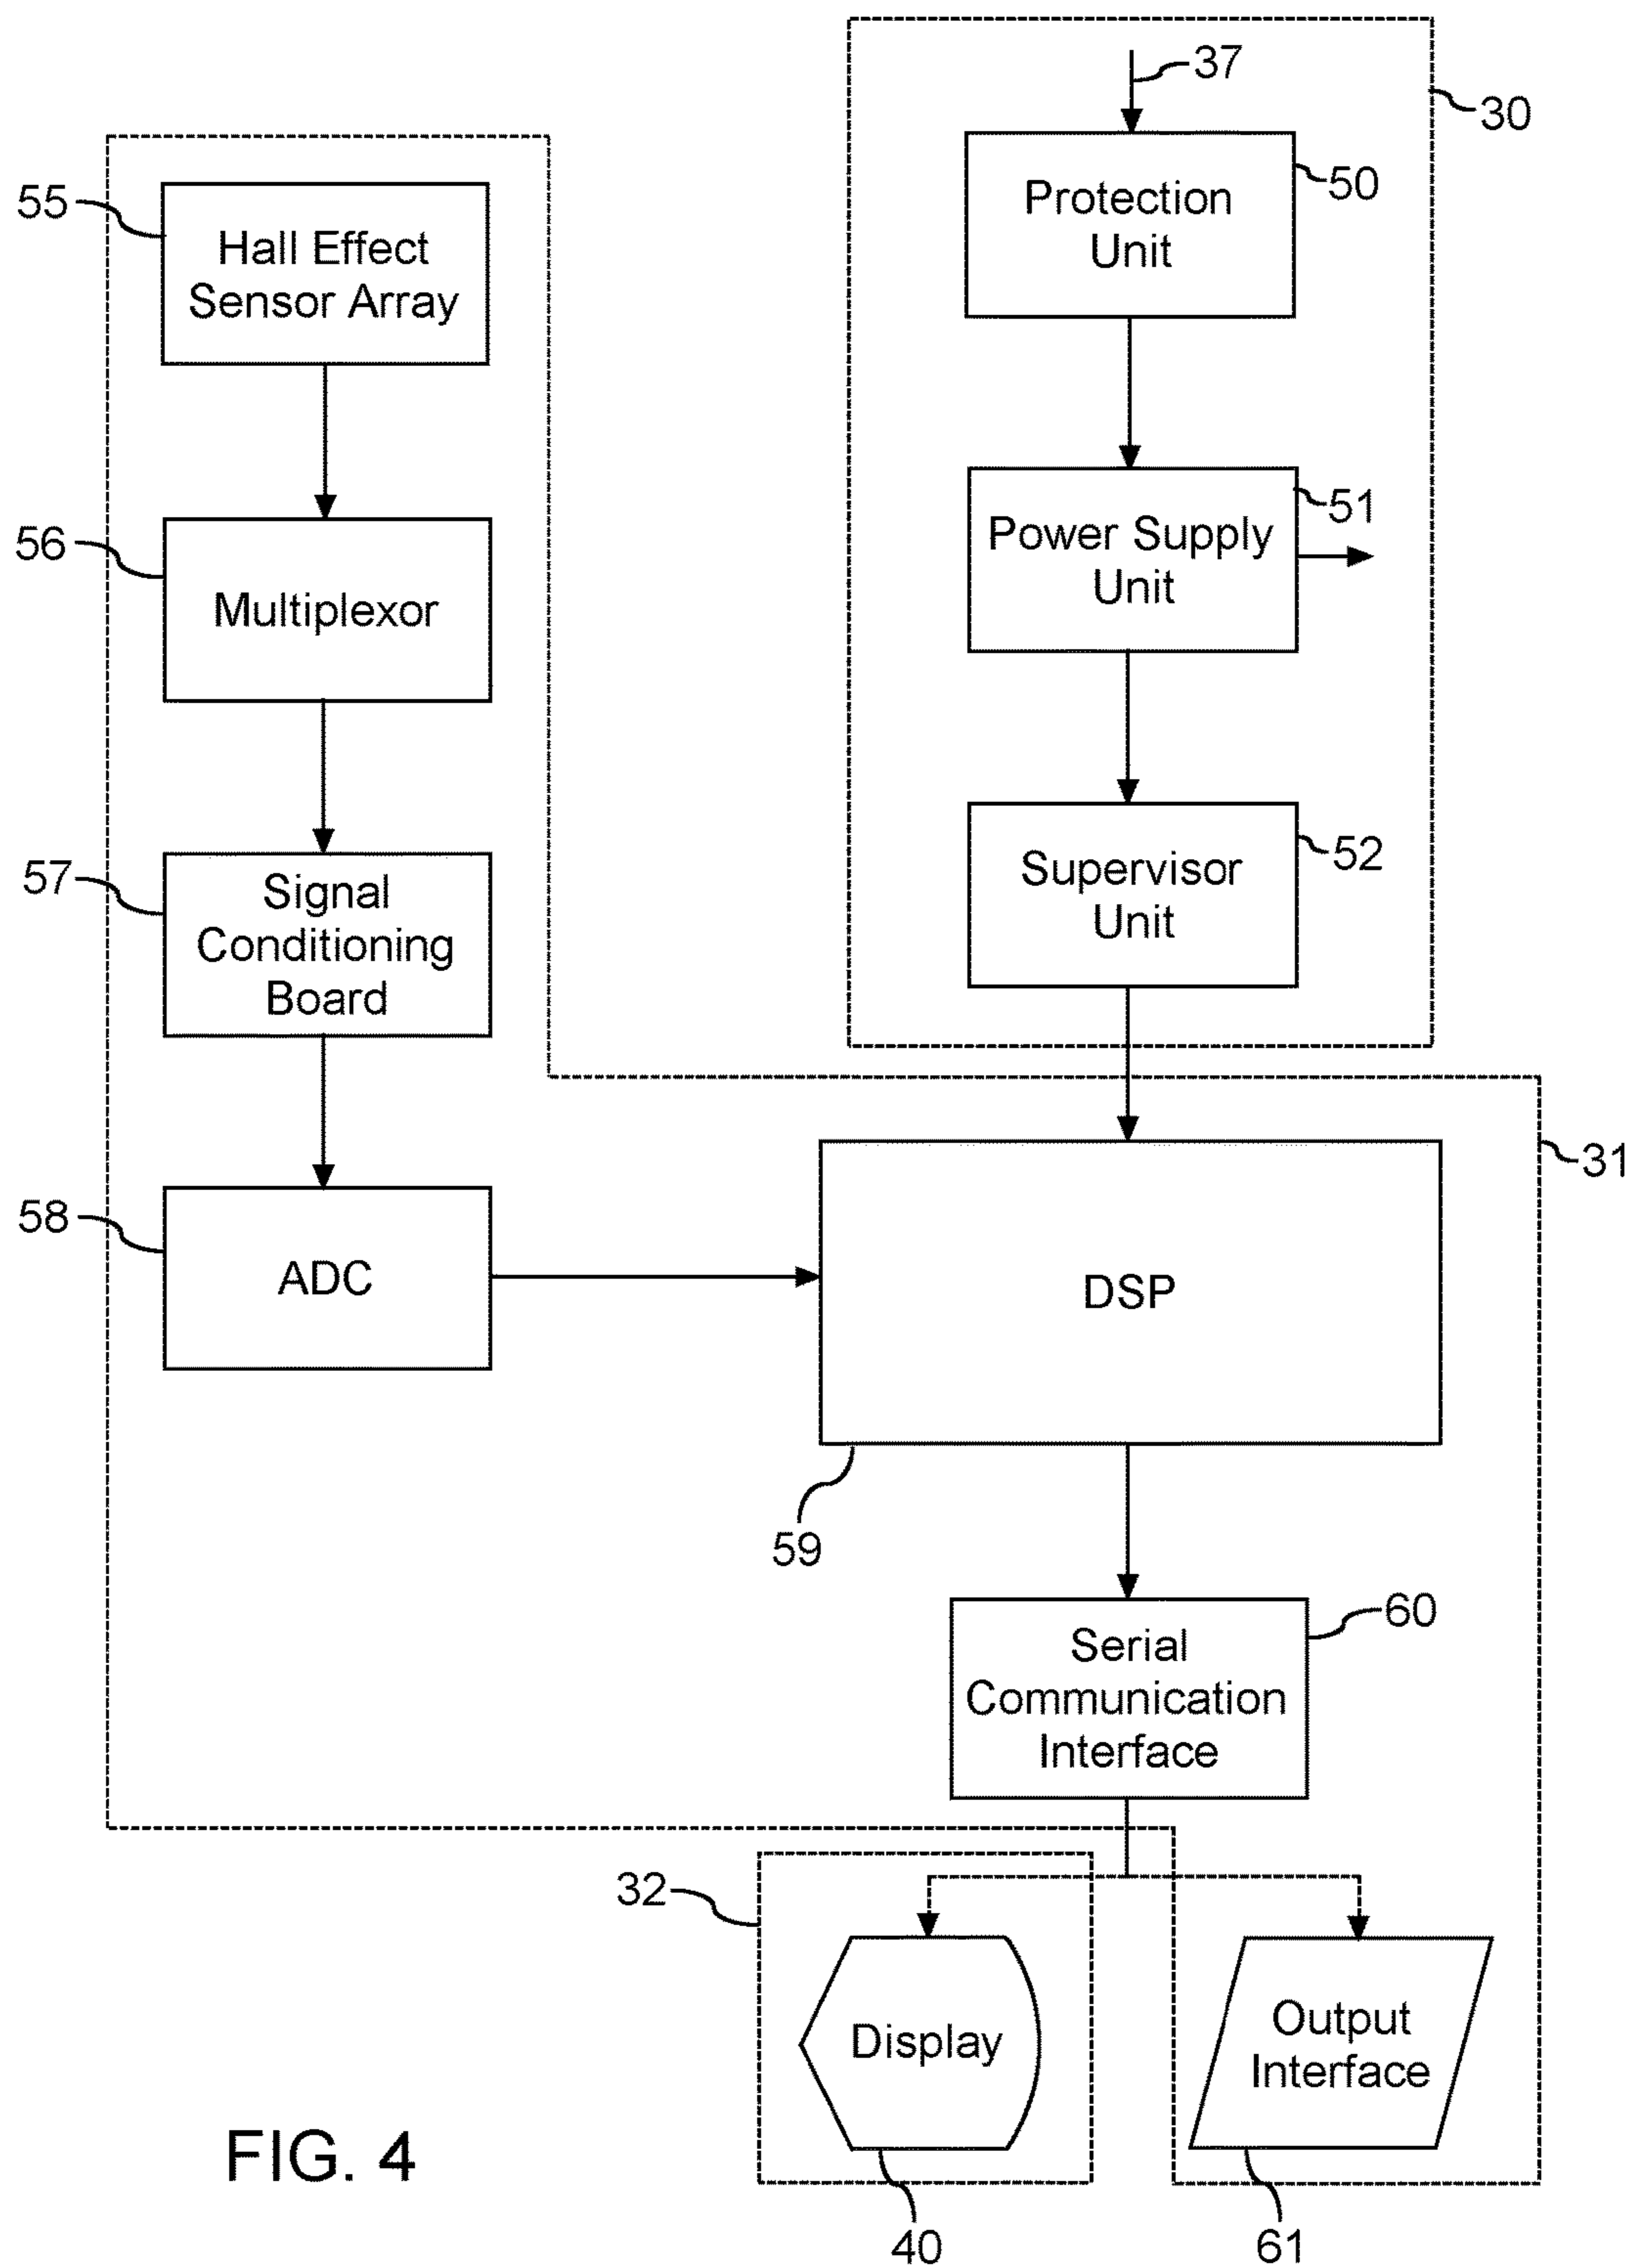 37
30
50
Protection
Unit
55
Hall Effect
Sensor Array
51
Power Supply
Unit
56
Multiplexor
52
Supervisor
Unit
57
Signal
Conditioning
Board
31
58
ADC
DSP
59
60
Serial
Communication
Interface
32
Display
Output
Interface
FIG. 4
40
61